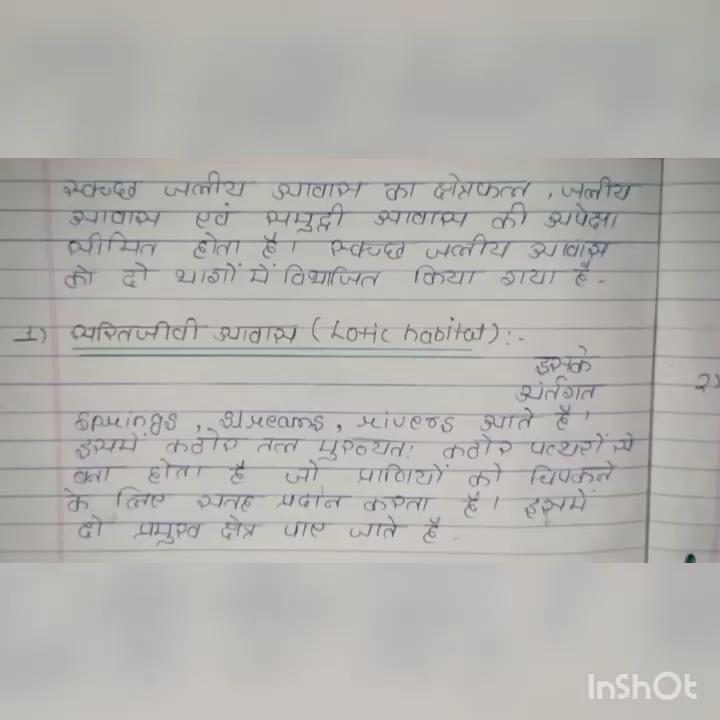 स्वच्छ जलीय आवास का क्षेत्रफल, जलीय
आवास एवं समुद्री आवास की अपेक्षा
सीमित होता है। स्वच्छ जलीय आवास
को दो भागों में विभाजित किया गया है-
1) सरितजीवी आवास (Lotic habitat):-
इसके
अंर्तगत
springs, streams, rivers आते है।
इसमें कठोर तल मुख्यत: कठोर पत्थरों से
बना होता है जो प्राणियों को चिपकने
के लिए सतह प्रदान करता है। इसमें
दो प्रमुख क्षेत्र पाए जाते है.
2)
InShOt